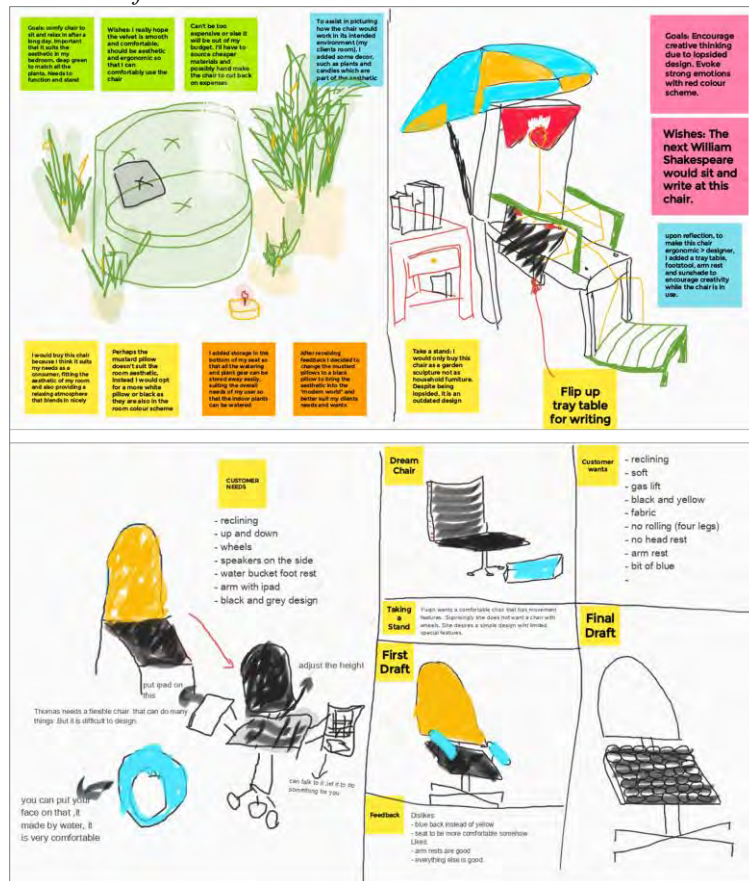 Goals: comfy chair to
sit and relax in after a
long day. Important
that it suits the
aesthetic in my
bedroom, deep green
to match all the
plants. Needs to
function and stand
Wishes: I really hope
the velvet is smooth
and comfortable,
should be aesthetic
and ergonomic so
that I can
comfortably use the
chair
Can't be too
expensive or else it
will be out of my
budget. I'll have to
source cheaper
materials and
possibly hand make
the chair to cut back
on expenses
To assist in picturing
how the chair would
work in its intended
environment (my
clients room), I
added some decor,
such as plants and
candles which are
part of the aesthetic
Goals: Encourage
creative thinking
due to lopsided
design. Evoke
strong emotions
with red colour
scheme.
Wishes: The
next William
Shakespeare
would sit and
write at this
chair.
upon reflection, to
make this chair
ergonomic > designer,
I added a tray table,
footstool, arm rest
and sunshade to
encourage creativity
while the chair is in
use.
I would buy this chair
because I think it suits
my needs as a
consumer, fitting the
aesthetic of my room
and also providing a
relaxing atmosphere
that blends in nicely
Perhaps the
mustard pillow
doesn't suit the
room aesthetic,
instead I would opt
for a more white
pillow or black as
they are also in the
room colour scheme
I added storage in the
bottom of my seat so
that all the watering
and plant gear can be
stored away easily,
suiting the overall
needs of my user so
that the indoor plants
can be watered
After receiving
feedback I decided to
change the mustard
pillows to a black
pillow to bring the
aesthetic into the
"modern world" and
better suit my clients
needs and wants
Take a stand: I
would only buy this
chair as a garden
sculpture not as
household furniture.
Despite being
lopsided, it is an
outdated design
Flip up
tray table
for writing
CUSTOMER
NEEDS
- reclining
- up and down
- wheels
- speakers on the side
- water bucket foot rest
- arm with ipad
- black and grey design
put ipad on
this
adjust the height
Thomas needs a flexible chair that can do many
things. But it is difficult to design.
can talk to it ,let it to do
something for you
you can put your
face on that ,it
made by water, it
is very comfortable
Dream
Chair
Customer
wants
- reclining
- soft
- gas lift
- black and yellow
- fabric
- no rolling (four legs)
- no head rest
- arm rest
- bit of blue
-
Taking
a
Stand
wants a comfortable chair that has movement
features. Suprisingly she does not want a chair with
wheels. She desires a simple design with limited
special features.
First
Draft
Final
Draft
Feedback
Dislikes:
- blue back instead of yellow
- seat to be more comfortable somehow
Likes:
- arm rests are good
- everything else is good